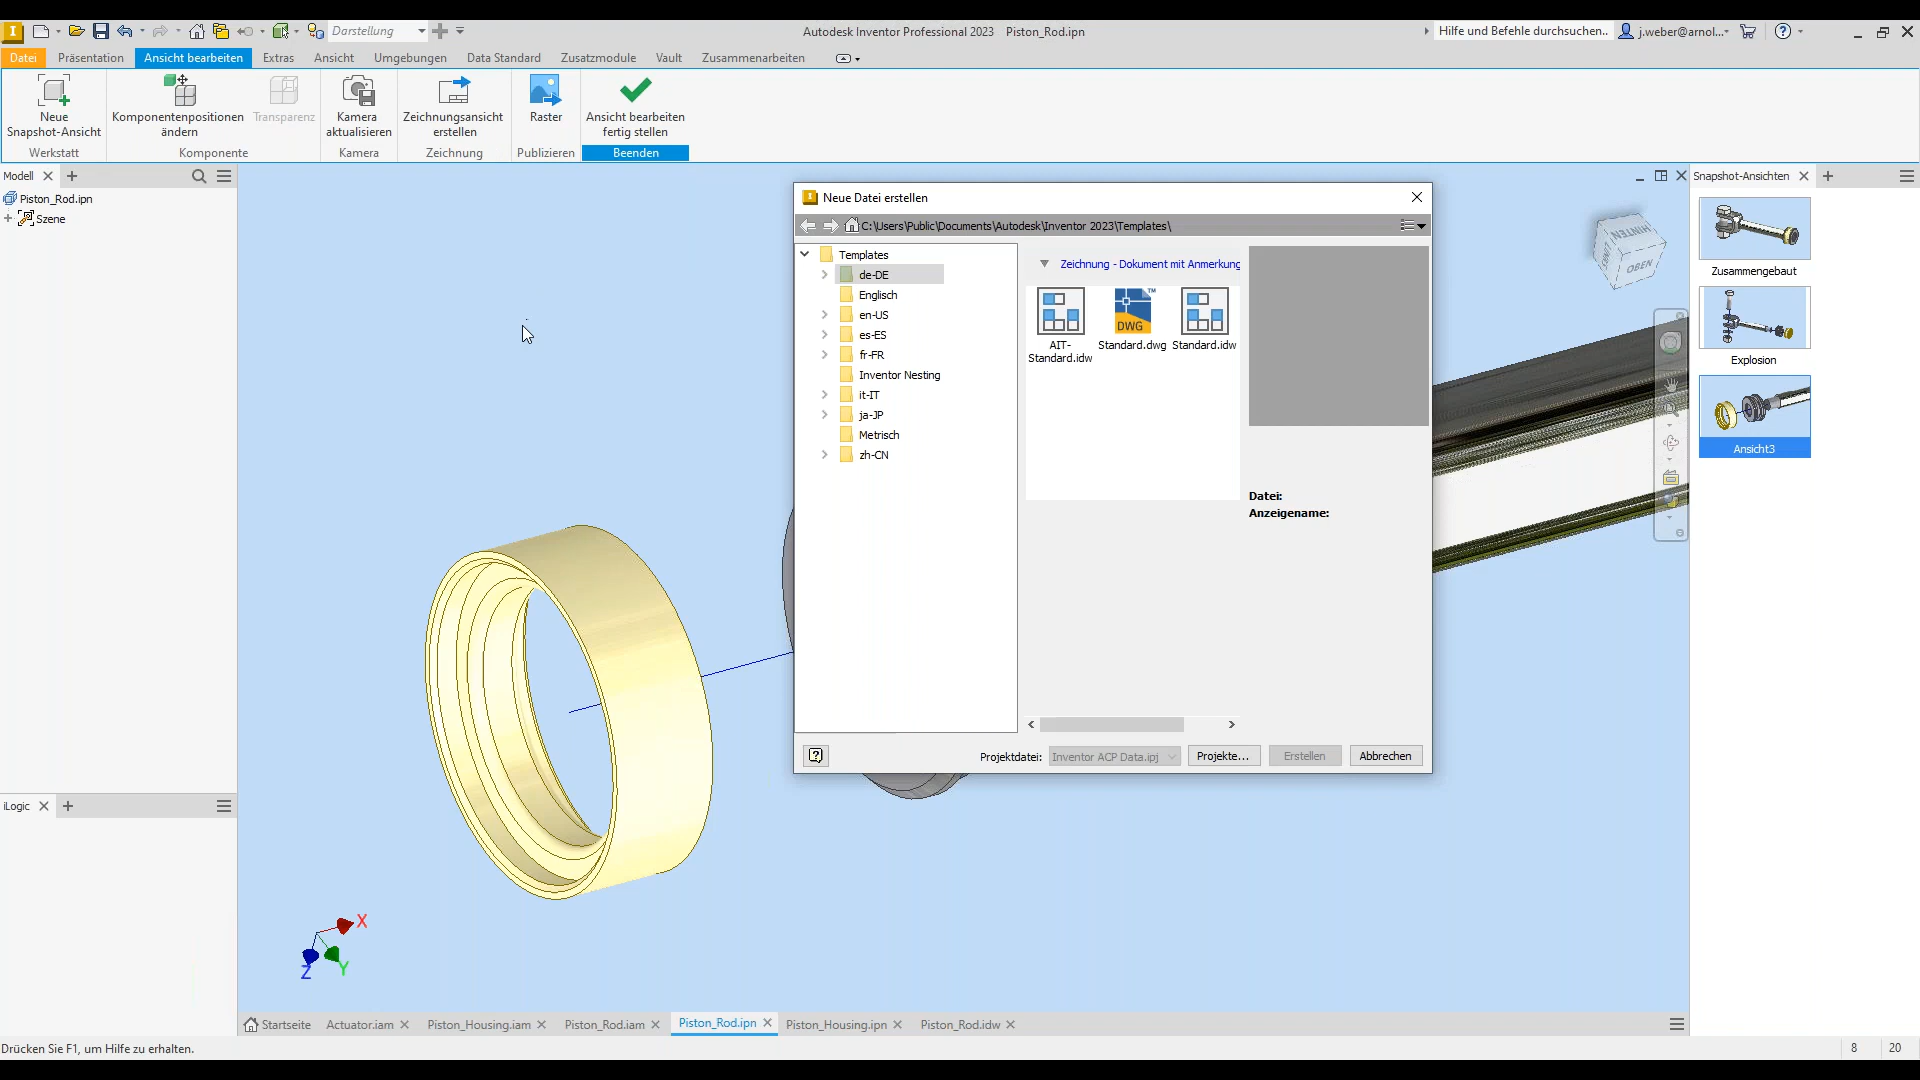 Darstellung
Autodesk Inventor Professional 2023 Piston_Rod.ipn
Hilfe und Befehle durchsuchen..
j.weber@arnol...
Datei
Präsentation
Ansicht bearbeiten
Extras
Ansicht
Umgebungen
Data Standard
Zusatzmodule
Vault
Zusammenarbeiten
Neue
Snapshot-Ansicht
Komponentenpositionen
ändern
Transparenz
Kamera
aktualisieren
Zeichnungsansicht
erstellen
Raster
Ansicht bearbeiten
fertig stellen
Werkstatt
Komponente
Kamera
Zeichnung
Publizieren
Beenden
Modell
Piston_Rod.ipn
Szene
iLogic
Neue Datei erstellen
C:\Users\Public\Documents\Autodesk\Inventor 2023\Templates\
Templates
de-DE
Englisch
en-US
es-ES
fr-FR
Inventor Nesting
it-IT
ja-JP
Metrisch
zh-CN
Zeichnung - Dokument mit Anmerkung
DWG
AIT-
Standard.idw
Standard.dwg
Standard.idw
Datei:
Anzeigename:
Projektdatei:
Inventor ACP Data.ipj
Projekte...
Erstellen
Abbrechen
HINTEN
OBEN
Snapshot-Ansichten
Zusammengebaut
Explosion
Ansicht3
X
Y
Z
Startseite
Actuator.iam
Piston_Housing.iam
Piston_Rod.iam
Piston_Rod.ipn
Piston_Housing.ipn
Piston_Rod.idw
Drücken Sie F1, um Hilfe zu erhalten.
8
20